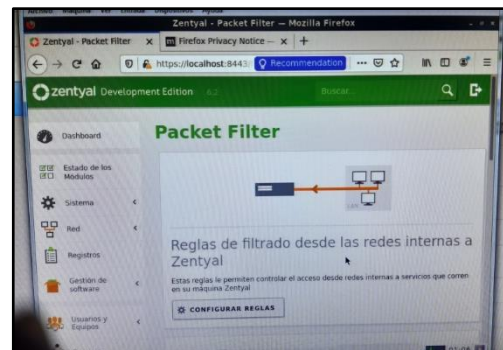 Zentyal - Packet Filter — Mozilla Firefox
Zentyal - Packet Filter
Firefox Privacy Notice —
https://localhost:8443/
Recommendation
zentyal Development Edition 6.2
Buscar...
Dashboard
Estado de los
Módulos
Sistema
Red
Registros
Gestión de
software
Usuarios y
Equipos
Packet Filter
Reglas de filtrado desde las redes internas a
Zentyal
Estas reglas le permiten controlar el acceso desde redes internas a servicios que corren
en su máquina Zentyal
CONFIGURAR REGLAS